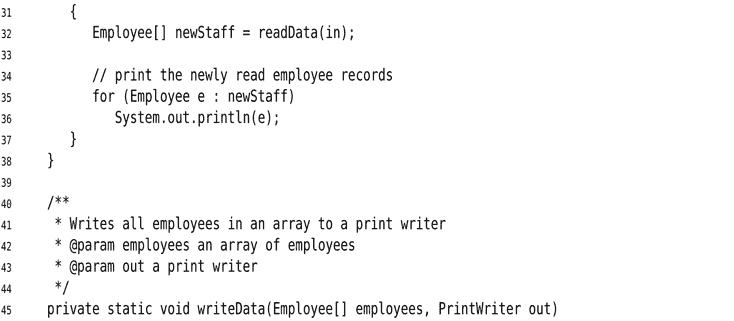 31 {
32 Employee[] newStaff = readData(in);
33
34 // print the newly read employee records
35 for (Employee e : newStaff)
36 System.out.println(e);
37 }
38 }
39
40 /**
41 * Writes all employees in an array to a print writer
42 * @param employees an array of employees
43 * @param out a print writer
44 */
45 private static void writeData(Employee[] employees, PrintWriter out)